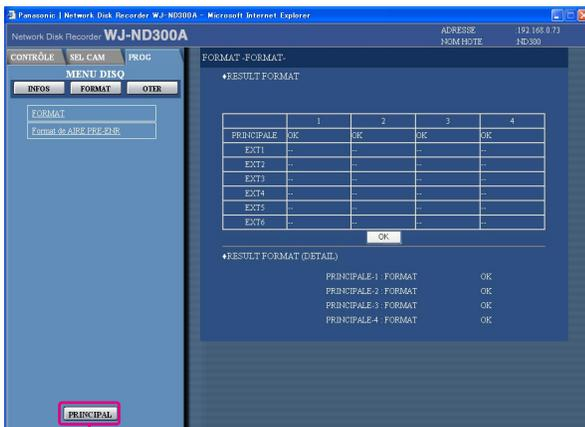 Panasonic | Network Disk Recorder WJ-ND300A - Microsoft Internet Explorer
Network Disk Recorder WJ-ND300A
ADRESSE :192.168.0.73
NOM HOTE :ND300
CONTRÔLE SEL CAM PROG
MENU DISQ
INFOS FORMAT OTER
FORMAT
Format de AIRE PRE-ENR
FORMAT -FORMAT-
♦RESULT FORMAT
1 2 3 4
PRINCIPALE OK OK OK OK
EXT1 -- -- -- --
EXT2 -- -- -- --
EXT3 -- -- -- --
EXT4 -- -- -- --
EXT5 -- -- -- --
EXT6 -- -- -- --
OK
♦RESULT FORMAT (DETAIL)
PRINCIPALE-1 : FORMAT OK
PRINCIPALE-2 : FORMAT OK
PRINCIPALE-3 : FORMAT OK
PRINCIPALE-4 : FORMAT OK
PRINCIPAL